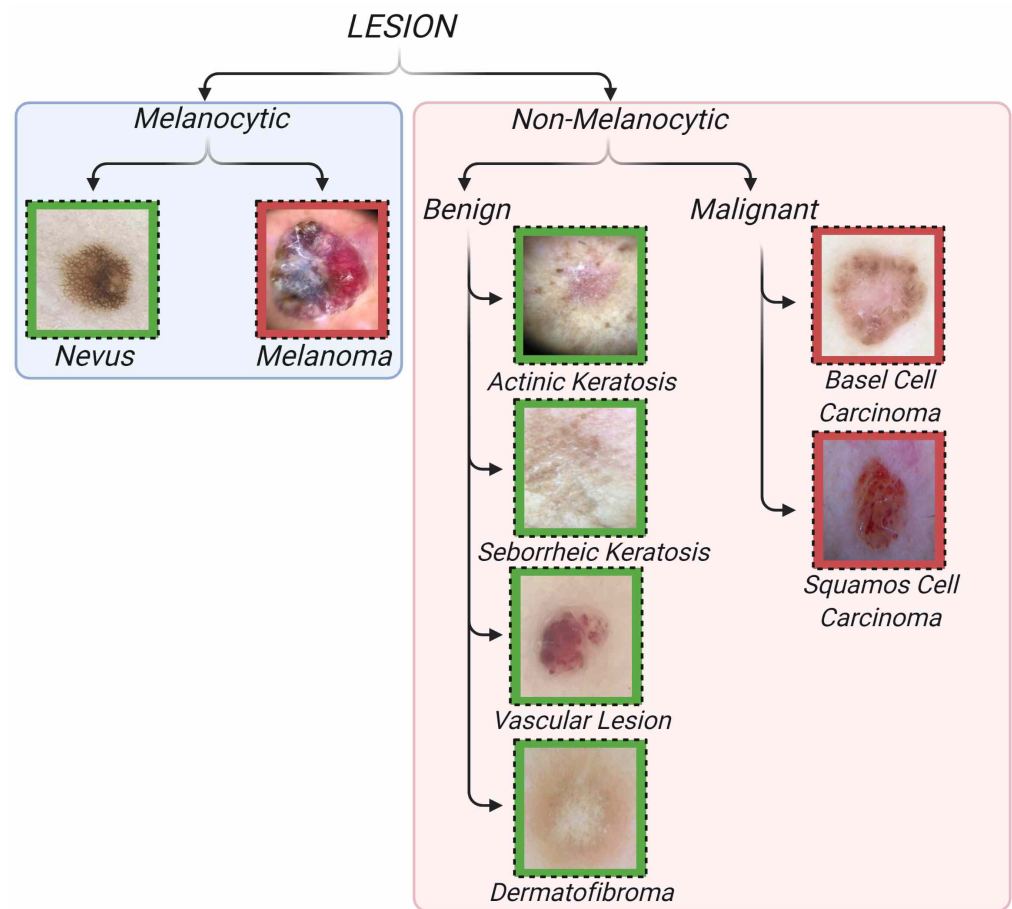 LESION
Melanocytic
Non-Melanocytic
Nevus
Melanoma
Benign
Malignant
Actinic Keratosis
Basel Cell
Carcinoma
Seborrheic Keratosis
Squamos Cell
Carcinoma
Vascular Lesion
Dermatofibroma